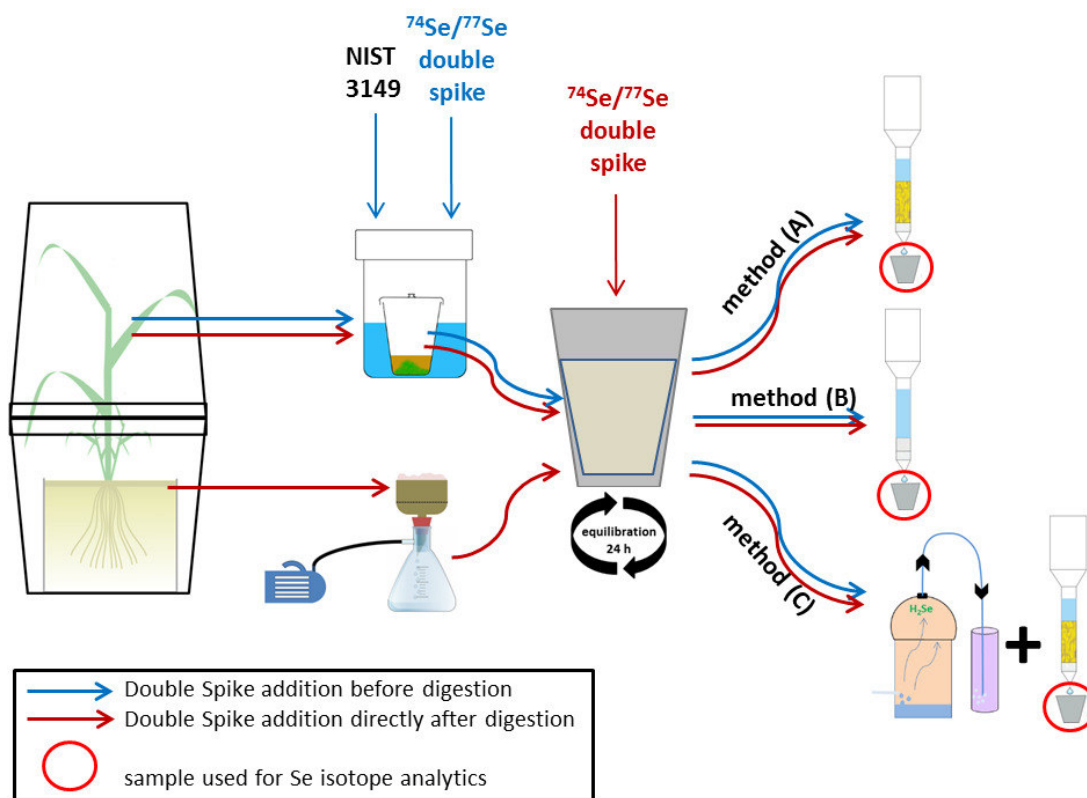 NIST
3149
⁷⁴Se/⁷⁷Se
double
spike
⁷⁴Se/⁷⁷Se
double
spike
method (A)
method (B)
equilibration
24 h
method (C)
H₂Se
+
Double Spike addition before digestion
Double Spike addition directly after digestion
sample used for Se isotope analytics